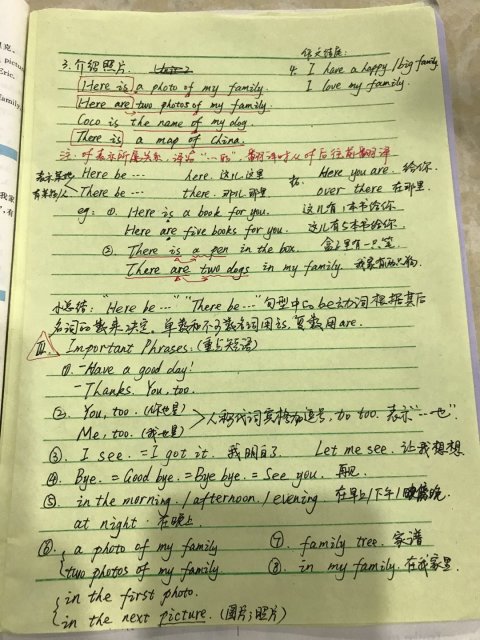 3. 介绍照片.
作文结尾:
Here is a photo of my family.
4. I have a happy / big family
Here are two photos of my family.
I love my family.
Coco is the name of my dog.
There is a map of China.
注: of 表示所属关系, 译为"…的" 翻译时从 of 后往前翻译
表示某地有某物/人
Here be … here. 这儿, 这里
拓. Here you are. 给你.
There be … there. 那儿, 那里
over there 在那里
eg: ①. Here is a book for you. 这儿有1本书给你.
Here are five books for you. 这儿有5本书给你.
②. There is a pen in the box. 盒子里有一只笔.
There are two dogs in my family. 我家有两只狗.
小总结: "Here be …" "There be …" 句型中的 be动词根据其后
名词的数来决定, 单数和不可数名词用is, 复数用are.
III. Important Phrases: (重点短语)
①. -Have a good day!
-Thanks. You, too.
②. You, too. (你也是)
Me, too. (我也是)
人称代词宾格加逗号, 加 too. 表示"…也".
③. I see. = I got it. 我明白了. Let me see. 让我想想
④. Bye. = Good bye. = Bye bye. = See you. 再见.
⑤. in the morning. / afternoon. / evening. 在早上/下午/晚.
at night. 在晚上
⑥. a photo of my family
⑦. family tree. 家谱
two photos of my family.
⑧. in my family. 在我家里.
in the first photo.
in the next picture. (图片; 照片)